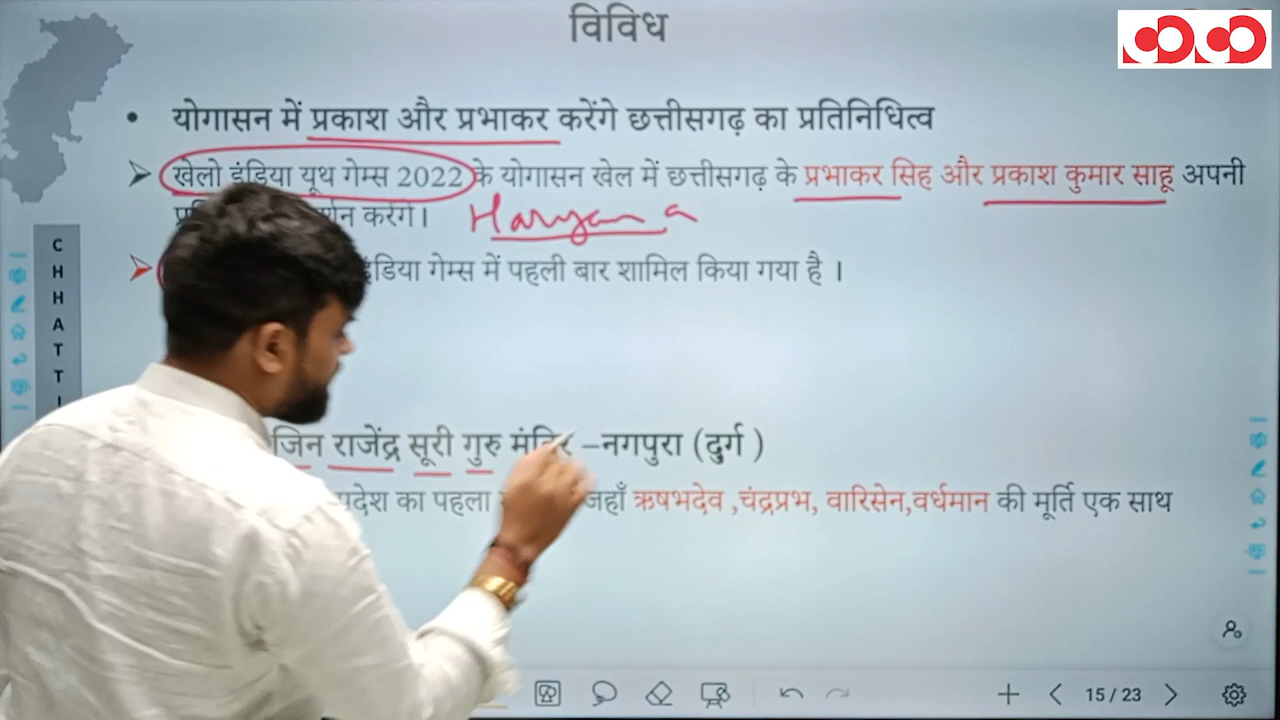 विविध
• योगासन में प्रकाश और प्रभाकर करेंगे छत्तीसगढ़ का प्रतिनिधित्व
खेलो इंडिया यूथ गेम्स 2022 के योगासन खेल में छत्तीसगढ़ के प्रभाकर सिंह और प्रकाश कुमार साहू अपनी
करेंगे। Haryana
इंडिया गेम्स में पहली बार शामिल किया गया है ।
जिन राजेंद्र सूरी गुरु मंदिर –नगपुरा (दुर्ग )
का पहला जहाँ ऋषभदेव ,चंद्रप्रभ, वारिसेन,वर्धमान की मूर्ति एक साथ
CHHATTI
15 / 23